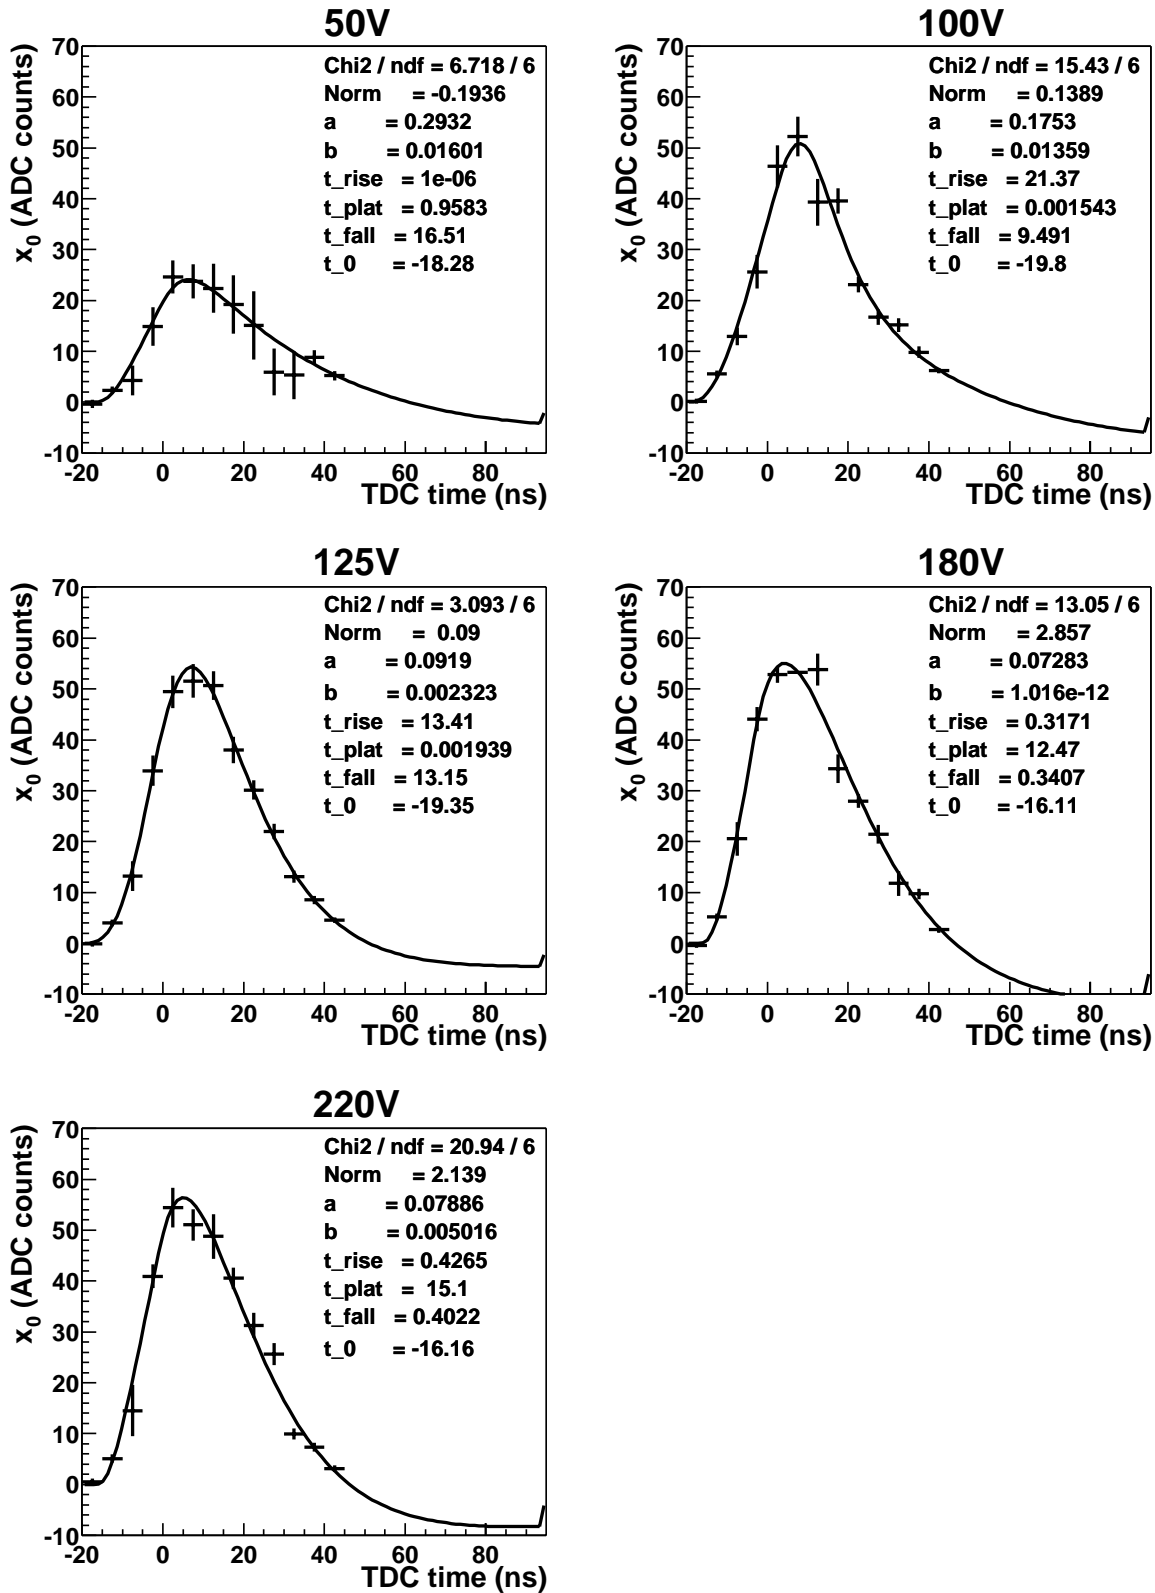 50V
x0 (ADC counts)
70
60
50
40
30
20
10
0
-10
Chi2 / ndf = 6.718 / 6
Norm = -0.1936
a = 0.2932
b = 0.01601
t_rise = 1e-06
t_plat = 0.9583
t_fall = 16.51
t_0 = -18.28
-20 0 20 40 60 80
TDC time (ns)
100V
x0 (ADC counts)
70
60
50
40
30
20
10
0
-10
Chi2 / ndf = 15.43 / 6
Norm = 0.1389
a = 0.1753
b = 0.01359
t_rise = 21.37
t_plat = 0.001543
t_fall = 9.491
t_0 = -19.8
-20 0 20 40 60 80
TDC time (ns)
125V
x0 (ADC counts)
70
60
50
40
30
20
10
0
-10
Chi2 / ndf = 3.093 / 6
Norm = 0.09
a = 0.0919
b = 0.002323
t_rise = 13.41
t_plat = 0.001939
t_fall = 13.15
t_0 = -19.35
-20 0 20 40 60 80
TDC time (ns)
180V
x0 (ADC counts)
70
60
50
40
30
20
10
0
-10
Chi2 / ndf = 13.05 / 6
Norm = 2.857
a = 0.07283
b = 1.016e-12
t_rise = 0.3171
t_plat = 12.47
t_fall = 0.3407
t_0 = -16.11
-20 0 20 40 60 80
TDC time (ns)
220V
x0 (ADC counts)
70
60
50
40
30
20
10
0
-10
Chi2 / ndf = 20.94 / 6
Norm = 2.139
a = 0.07886
b = 0.005016
t_rise = 0.4265
t_plat = 15.1
t_fall = 0.4022
t_0 = -16.16
-20 0 20 40 60 80
TDC time (ns)